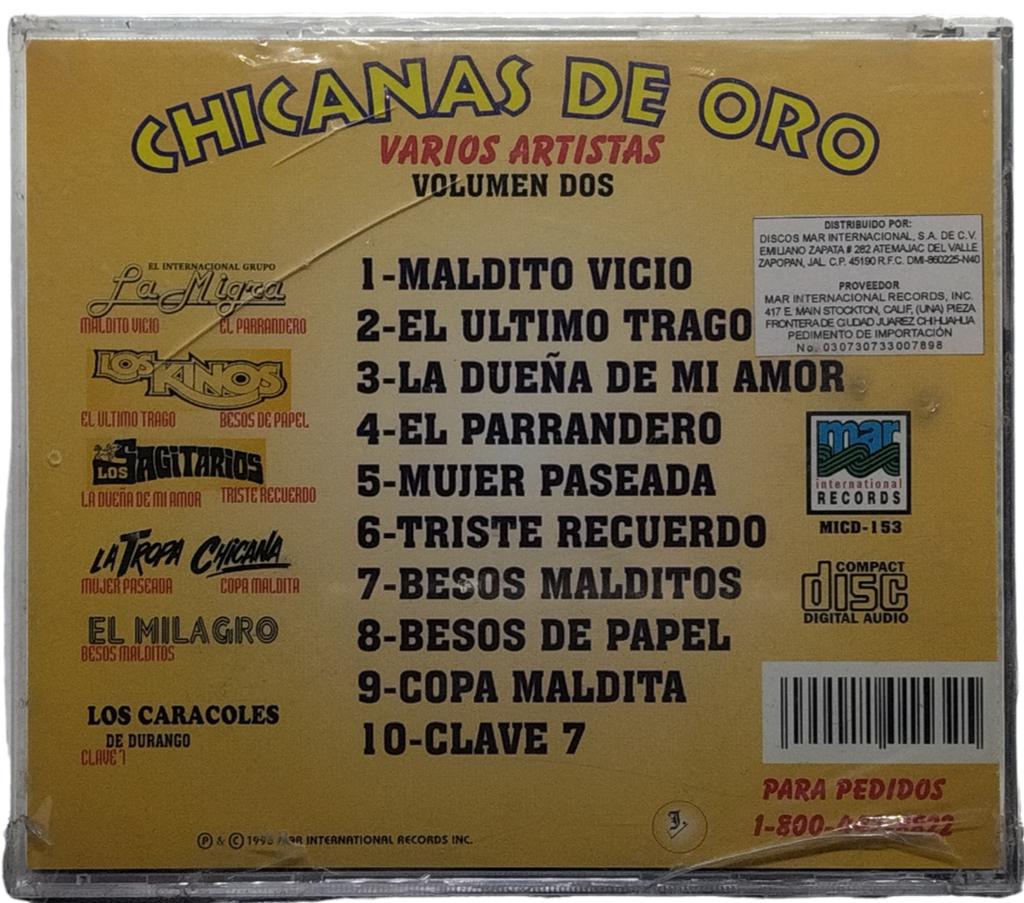 CHICANAS DE ORO
VARIOS ARTISTAS
VOLUMEN DOS
DISTRIBUIDO POR:
DISCOS MAR INTERNACIONAL, S.A. DE C.V.
EMILIANO ZAPATA # 282 ATEMAJAC DEL VALLE
ZAPOPAN, JAL. C.P. 45190 R.F.C. DMI-860225-N40
PROVEEDOR
MAR INTERNACIONAL RECORDS, INC.
417 E. MAIN STOCKTON, CALIF, (UNA) PIEZA
FRONTERA DE CIUDAD JUAREZ CHIHUAHUA
PEDIMENTO DE IMPORTACIÓN
No. 030730733007898
EL INTERNACIONAL GRUPO
La Migra
MALDITO VICIO EL PARRANDERO
LOS KINOS
EL ULTIMO TRAGO BESOS DE PAPEL
LOS SAGITARIOS
LA DUEÑA DE MI AMOR TRISTE RECUERDO
LA TROPA CHICANA
MUJER PASEADA COPA MALDITA
EL MILAGRO
BESOS MALDITOS
LOS CARACOLES
DE DURANGO
CLAVE 7
1-MALDITO VICIO
2-EL ULTIMO TRAGO
3-LA DUEÑA DE MI AMOR
4-EL PARRANDERO
5-MUJER PASEADA
6-TRISTE RECUERDO
7-BESOS MALDITOS
8-BESOS DE PAPEL
9-COPA MALDITA
10-CLAVE 7
mar
international
RECORDS
MICD-153
COMPACT
disc
DIGITAL AUDIO
PARA PEDIDOS
1-800-
J.
℗ & © MAR INTERNATIONAL RECORDS INC.